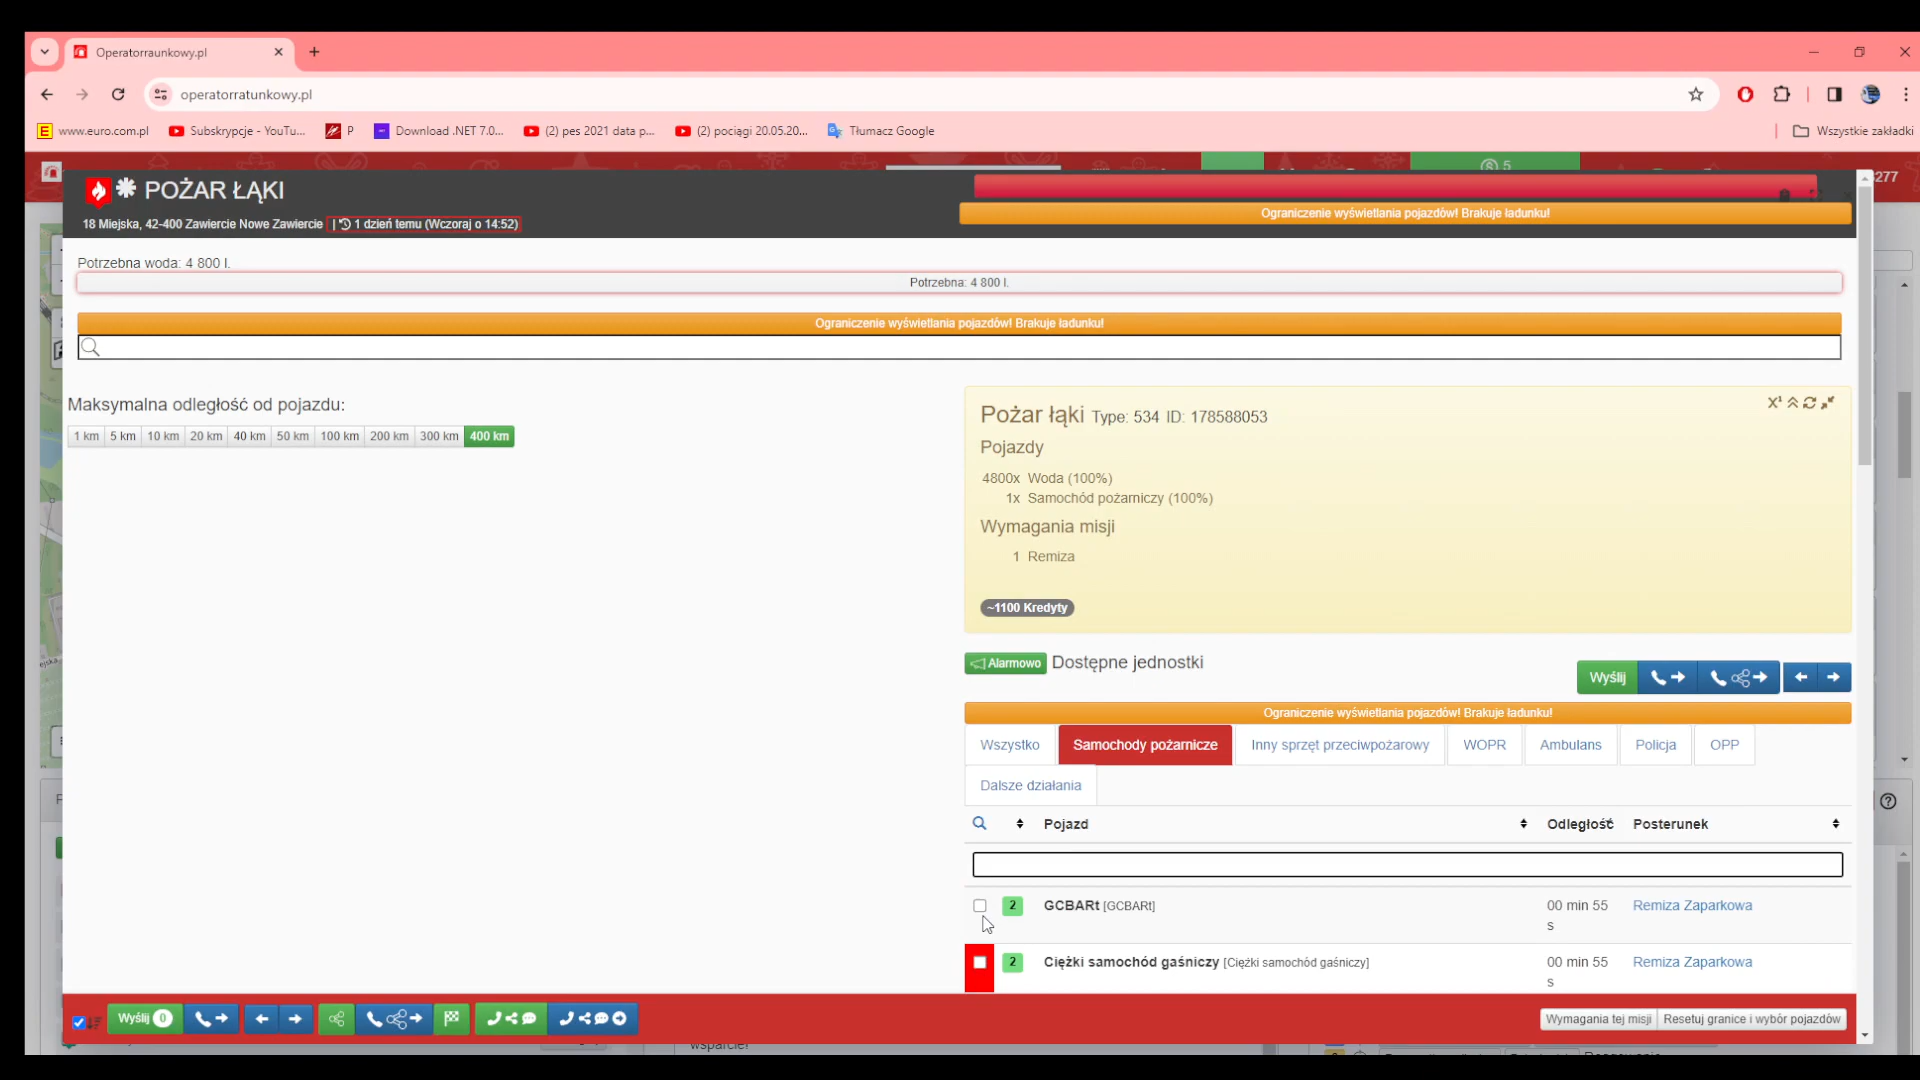 Operatorraunkowy.pl
operatorratunkowy.pl
www.euro.com.pl
Subskrypcje - YouTu...
P
Download .NET 7.0...
(2) pes 2021 data p...
(2) pociągi 20.05.20...
Tłumacz Google
Wszystkie zakładki
5
277
POŻAR ŁĄKI
18 Miejska, 42-400 Zawiercie Nowe Zawiercie | 1 dzień temu (Wczoraj o 14:52)
Ograniczenie wyświetlania pojazdów! Brakuje ładunku!
Potrzebna woda: 4 800 l.
Potrzebna: 4 800 l.
Ograniczenie wyświetlania pojazdów! Brakuje ładunku!
Maksymalna odległość od pojazdu:
1 km 5 km 10 km 20 km 40 km 50 km 100 km 200 km 300 km 400 km
Pożar łąki Type: 534 ID: 178588053
X¹
Pojazdy
4800x Woda (100%)
1x Samochód pożarniczy (100%)
Wymagania misji
1 Remiza
~1100 Kredyty
Alarmowo Dostępne jednostki
Wyślij
Ograniczenie wyświetlania pojazdów! Brakuje ładunku!
Wszystko Samochody pożarnicze Inny sprzęt przeciwpożarowy WOPR Ambulans Policja OPP
Dalsze działania
Pojazd Odległość Posterunek
2 GCBARt [GCBARt] 00 min 55 s Remiza Zaparkowa
2 Ciężki samochód gaśniczy [Ciężki samochód gaśniczy] 00 min 55 s Remiza Zaparkowa
Wyślij 0
Wymagania tej misji Resetuj granice i wybór pojazdów
wsparcie!